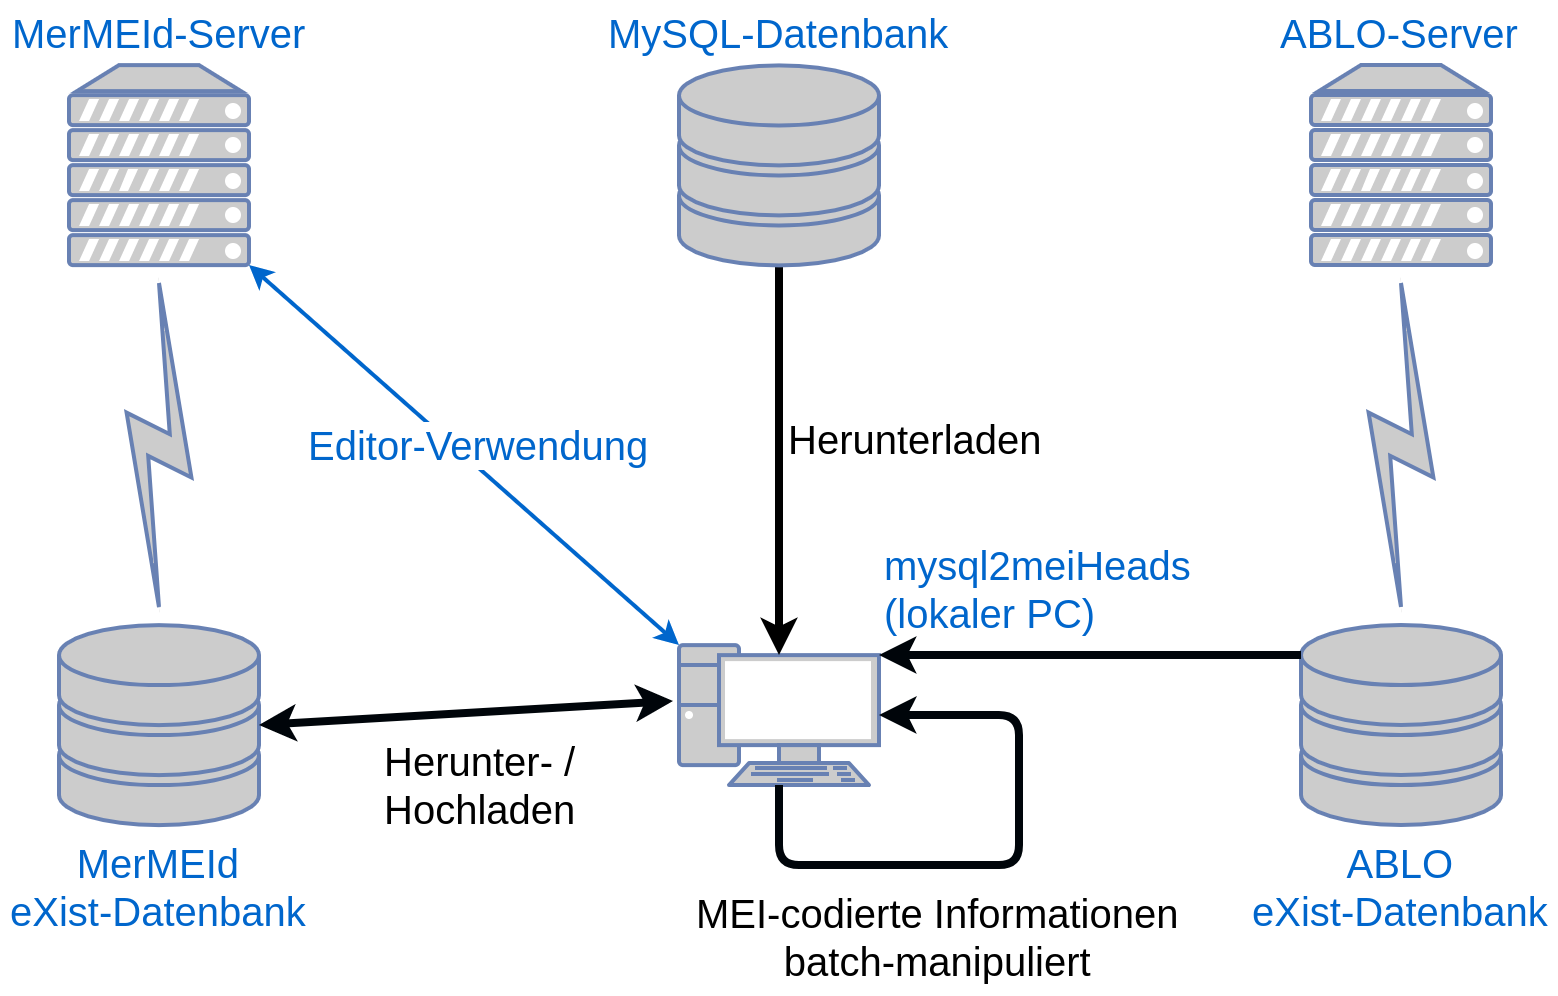 MerMEId-Server
MySQL-Datenbank
ABLO-Server
Editor-Verwendung
Herunterladen
mysql2meiHeads
(lokaler PC)
Herunter- /
Hochladen
MerMEId
eXist-Datenbank
ABLO
eXist-Datenbank
MEI-codierte Informationen
batch-manipuliert